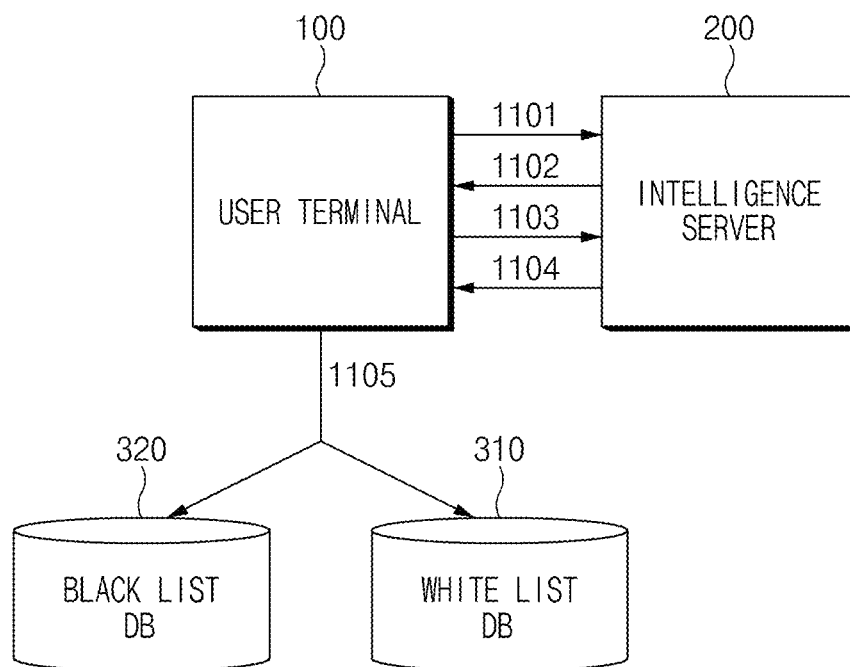 100
200
USER TERMINAL
1101
1102
1103
1104
INTELLIGENCE
SERVER
1105
320
310
BLACK LIST
DB
WHITE LIST
DB